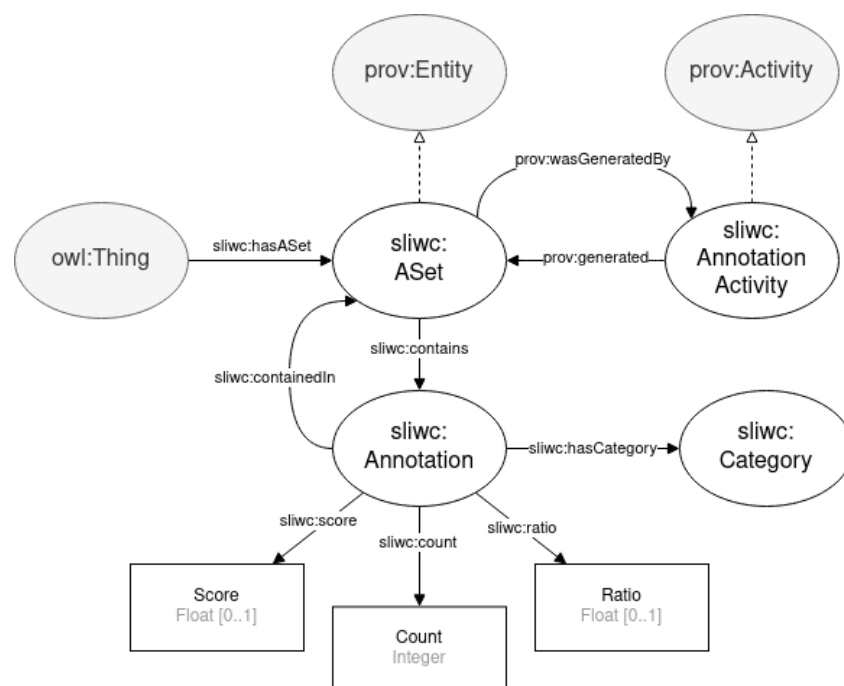 prov:Entity
prov:Activity
prov:wasGeneratedBy
owl:Thing
sliwc:hasASet
sliwc:
ASet
prov:generated
sliwc:
Annotation
Activity
sliwc:contains
sliwc:containedIn
sliwc:
Annotation
sliwc:hasCategory
sliwc:
Category
sliwc:score
sliwc:count
sliwc:ratio
Score
Float [0..1]
Count
Integer
Ratio
Float [0..1]